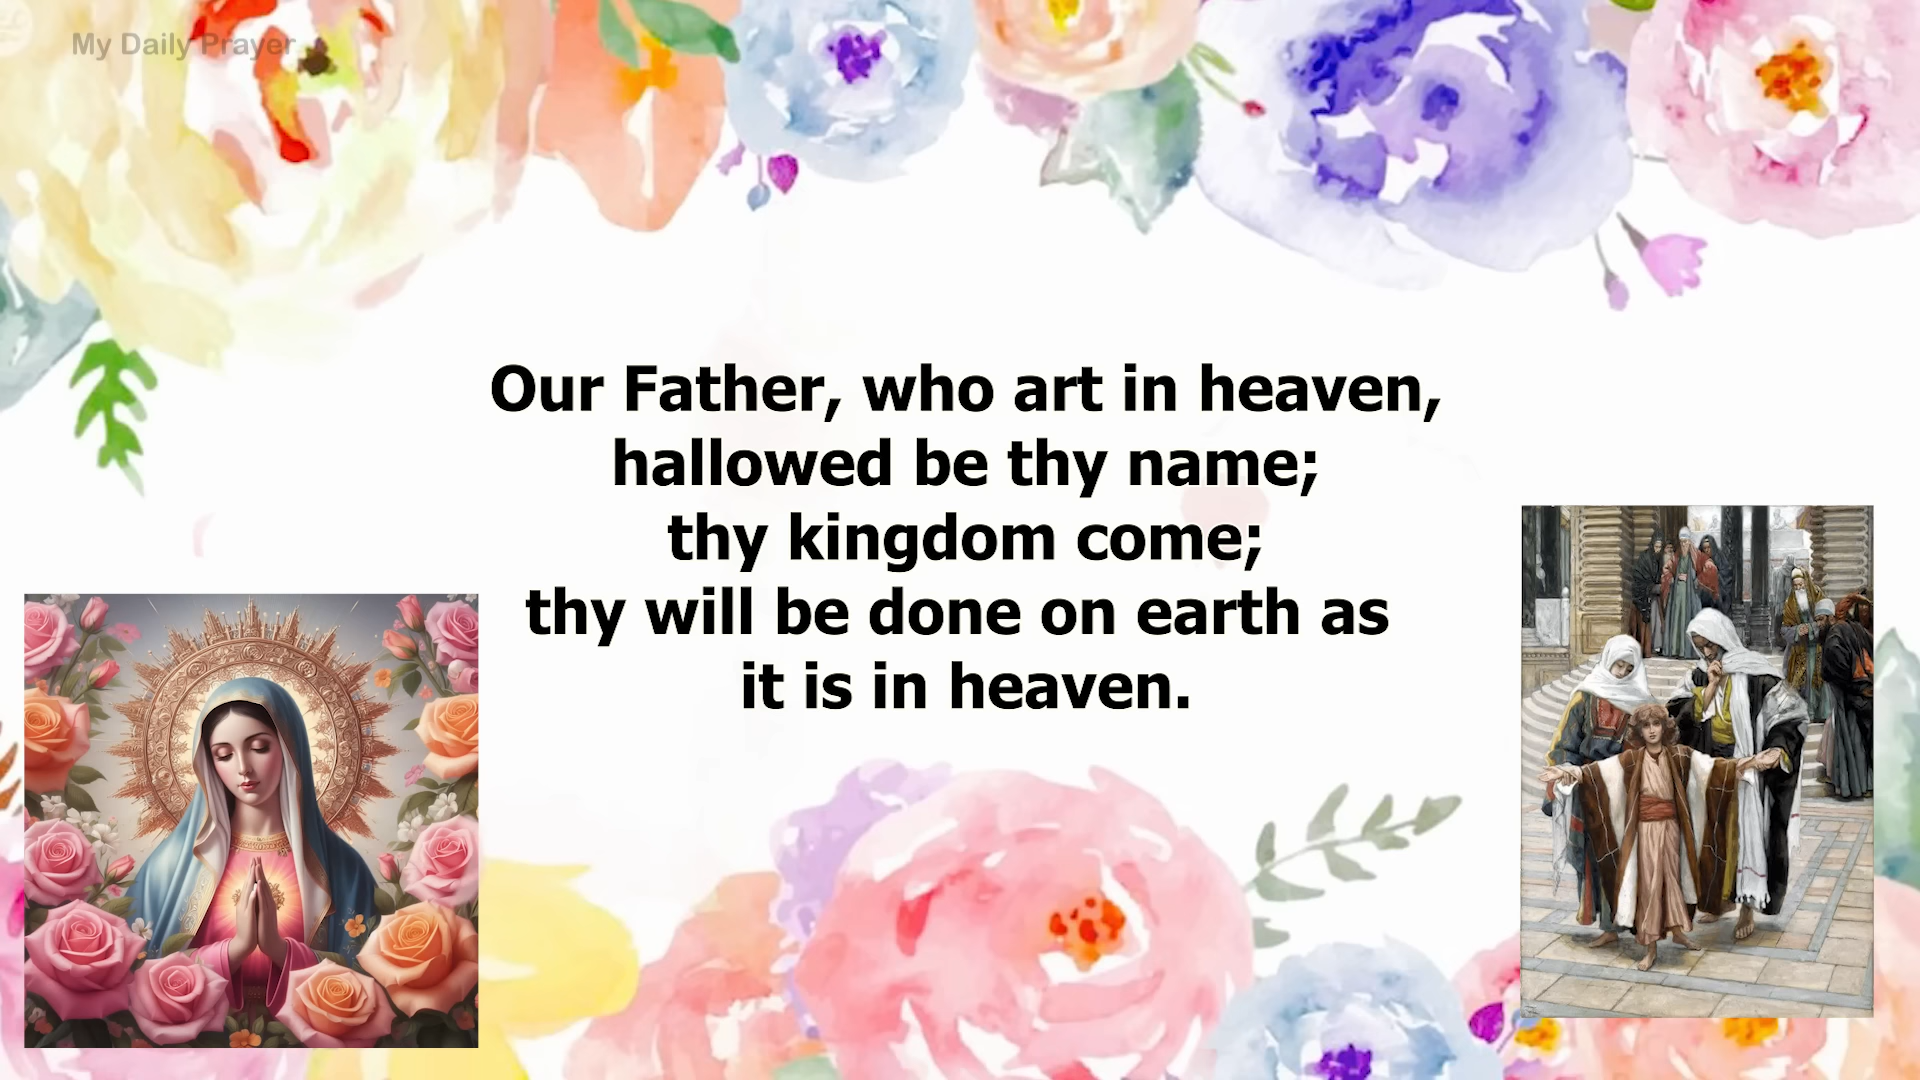 My Daily Prayer
Our Father, who art in heaven,
hallowed be thy name;
thy kingdom come;
thy will be done on earth as
it is in heaven.